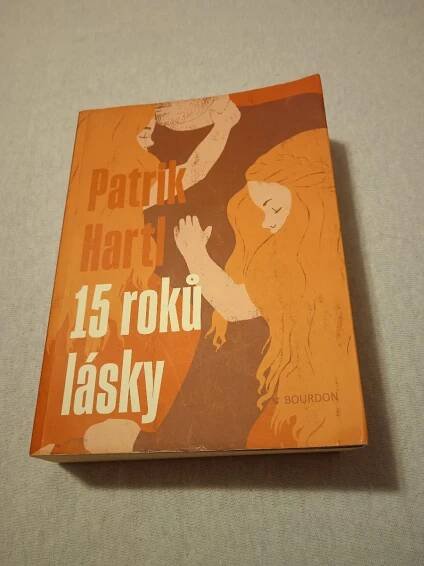 Patrik
Hartl
15 roků
lásky
BOURDON